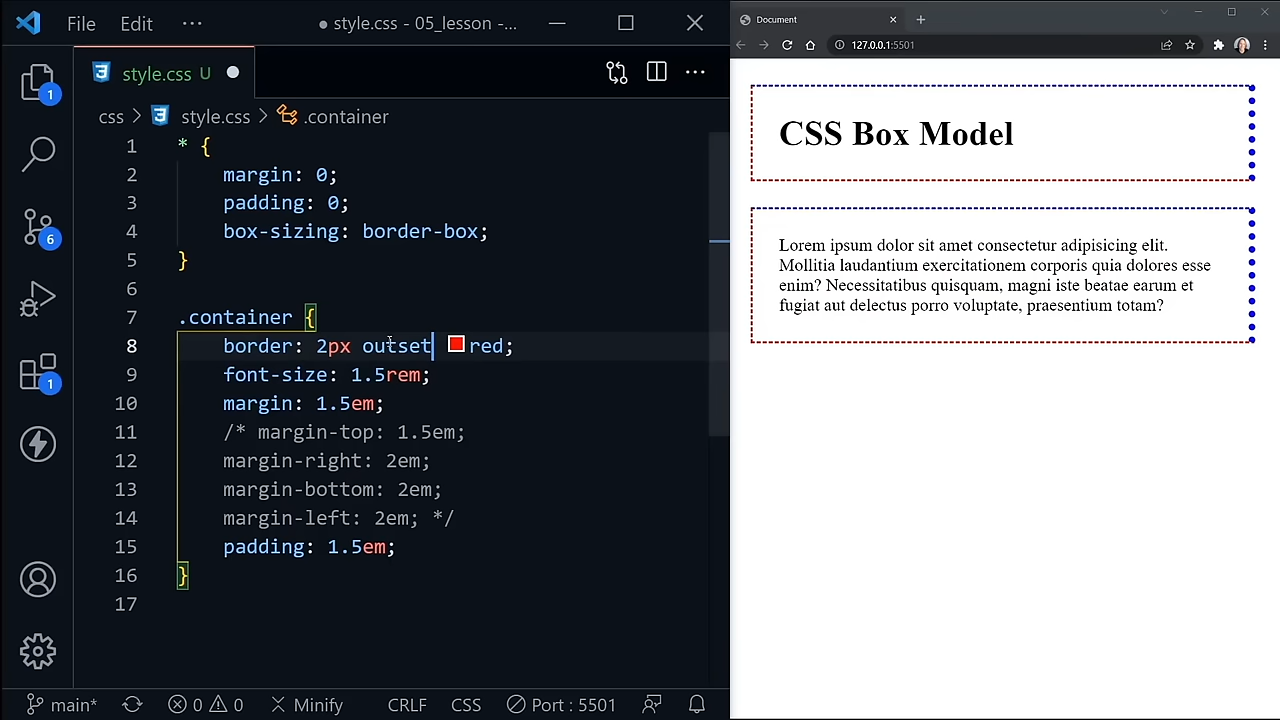 File Edit ··· ● style.css - 05_lesson -...
style.css U ●
css > style.css > .container
1 * {
2 margin: 0;
3 padding: 0;
4 box-sizing: border-box;
5 }
6
7 .container {
8 border: 2px outset red;
9 font-size: 1.5rem;
10 margin: 1.5em;
11 /* margin-top: 1.5em;
12 margin-right: 2em;
13 margin-bottom: 2em;
14 margin-left: 2em; */
15 padding: 1.5em;
16 }
17
1
6
1
main* 0 0 Minify CRLF CSS Port : 5501
Document
127.0.0.1:5501
CSS Box Model
Lorem ipsum dolor sit amet consectetur adipisicing elit.
Mollitia laudantium exercitationem corporis quia dolores esse
enim? Necessitatibus quisquam, magni iste beatae earum et
fugiat aut delectus porro voluptate, praesentium totam?